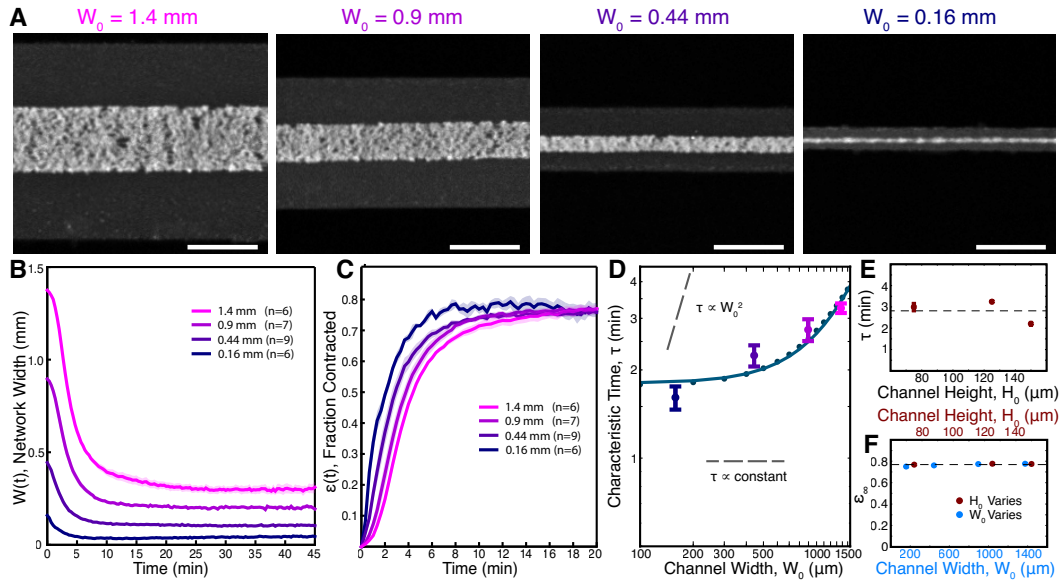 A
W0 = 1.4 mm
W0 = 0.9 mm
W0 = 0.44 mm
W0 = 0.16 mm
B
W(t), Network Width (mm)
1.5
1.0
0.5
0
1.4 mm (n=6)
0.9 mm (n=7)
0.44 mm (n=9)
0.16 mm (n=6)
0 5 10 15 20 25 30 35 40 45
Time (min)
C
ε(t), Fraction Contracted
0.8
0.7
0.6
0.5
0.4
0.3
0.2
0.1
1.4 mm (n=6)
0.9 mm (n=7)
0.44 mm (n=9)
0.16 mm (n=6)
0 2 4 6 8 10 12 14 16 18 20
Time (min)
D
Characteristic Time, τ (min)
4
3
2
1
τ ∝ W0²
τ ∝ constant
100 200 500 1000 1500
Channel Width, W0 (μm)
E
τ (min)
5
4
3
2
1
80 100 120 140
Channel Height, H0 (μm)
Channel Height, H0 (μm)
80 100 120 140
F
ε∞
0.8
0.4
0
H0 Varies
W0 Varies
200 600 1000 1400
Channel Width, W0 (μm)